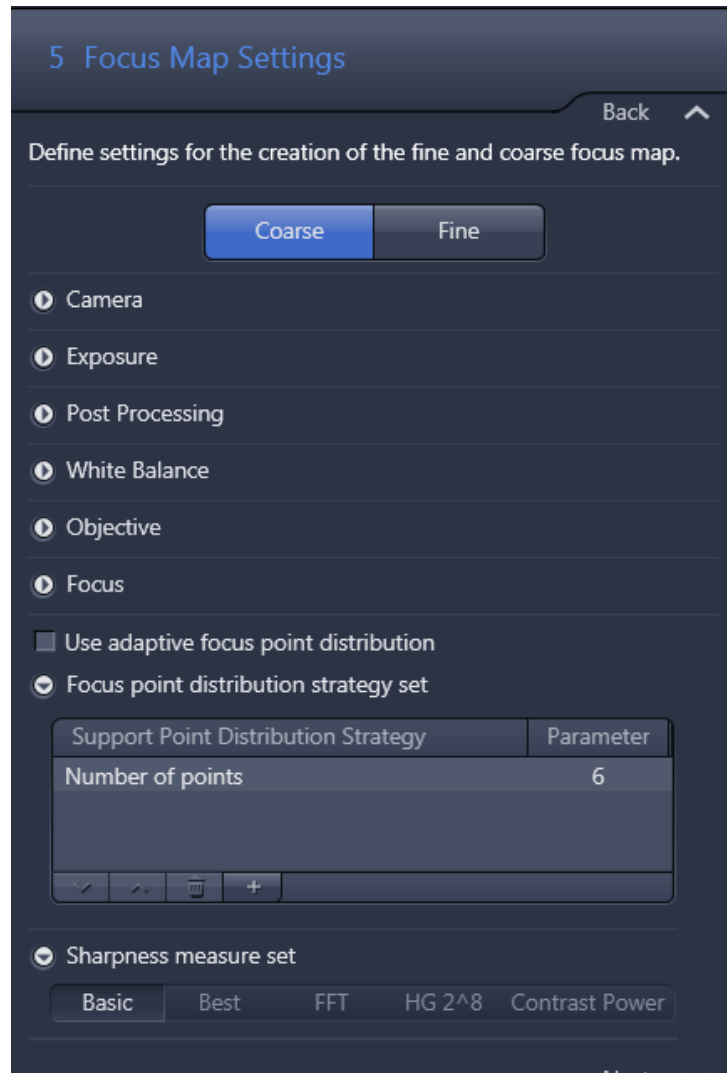 5 Focus Map Settings
Back
Define settings for the creation of the fine and coarse focus map.
Coarse Fine
Camera
Exposure
Post Processing
White Balance
Objective
Focus
Use adaptive focus point distribution
Focus point distribution strategy set
Support Point Distribution Strategy Parameter
Number of points 6
Sharpness measure set
Basic Best FFT HG 2^8 Contrast Power